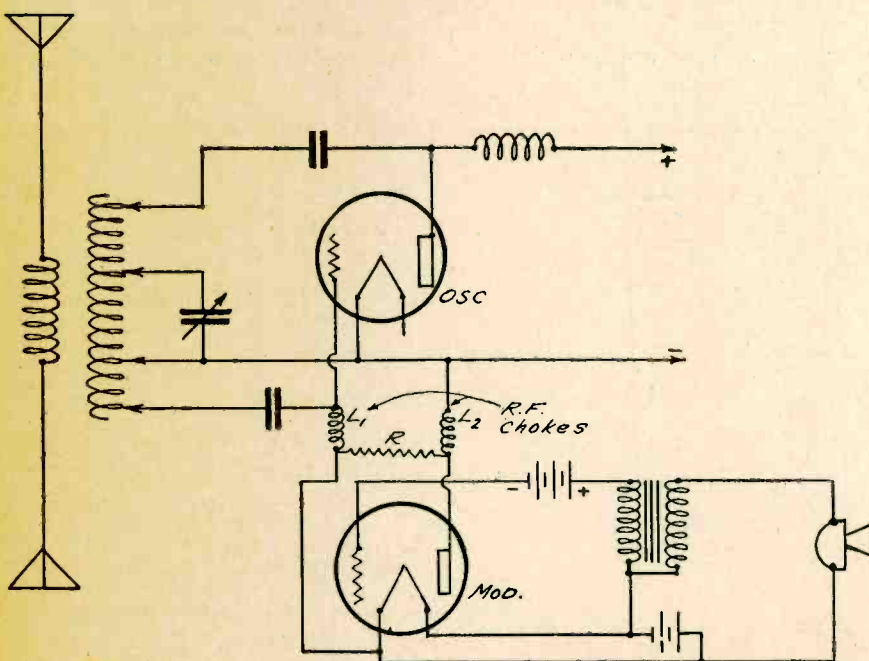 +
OSC
-
L1 L2 R.F.
chokes
R
- +
MOD.